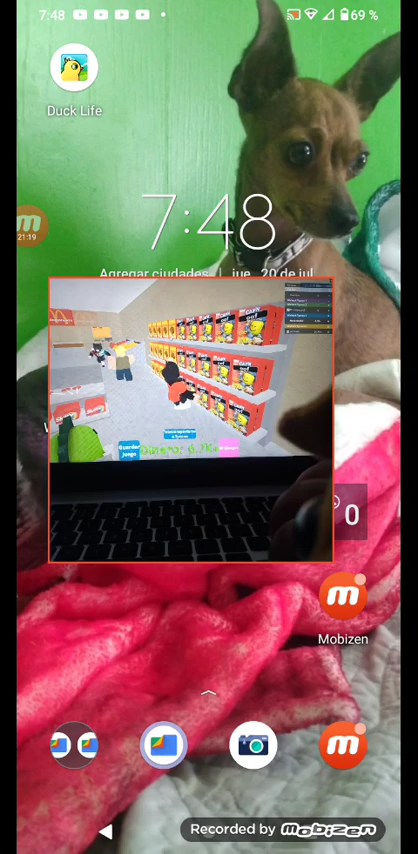 7:48
69 %
Duck Life
21:19
7:48
Agregar ciudades | jue., 20 de jul.
Guardar
Juego
Dinero: 6.7K+
0
Mobizen
Recorded by MOBIZEN